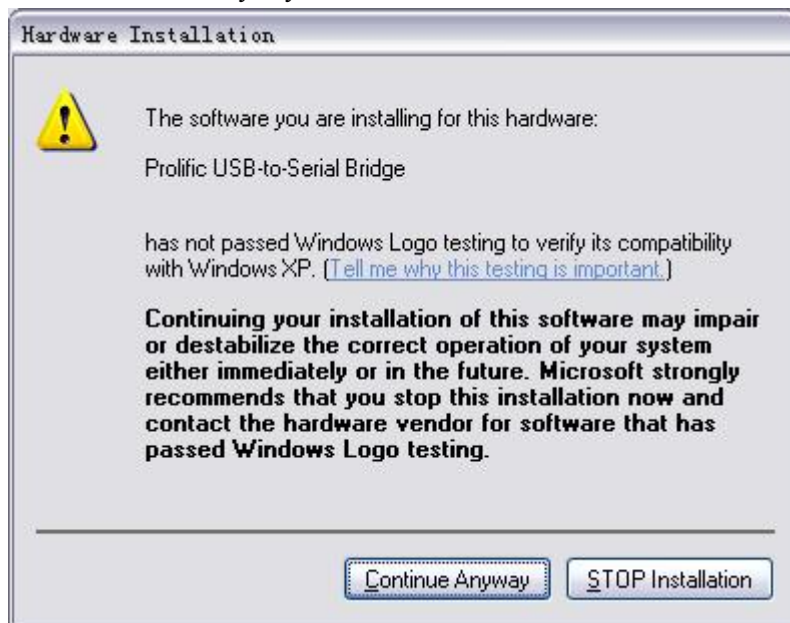 Hardware Installation
The software you are installing for this hardware:
Prolific USB-to-Serial Bridge
has not passed Windows Logo testing to verify its compatibility
with Windows XP. (Tell me why this testing is important.)
Continuing your installation of this software may impair
or destabilize the correct operation of your system
either immediately or in the future. Microsoft strongly
recommends that you stop this installation now and
contact the hardware vendor for software that has
passed Windows Logo testing.
Continue Anyway
STOP Installation